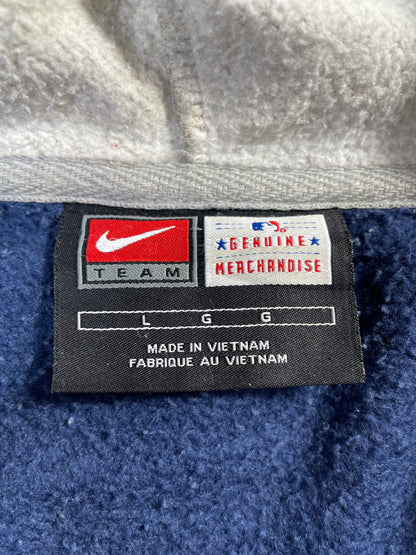 TEAM
GENUINE
MERCHANDISE
L G G
MADE IN VIETNAM
FABRIQUE AU VIETNAM